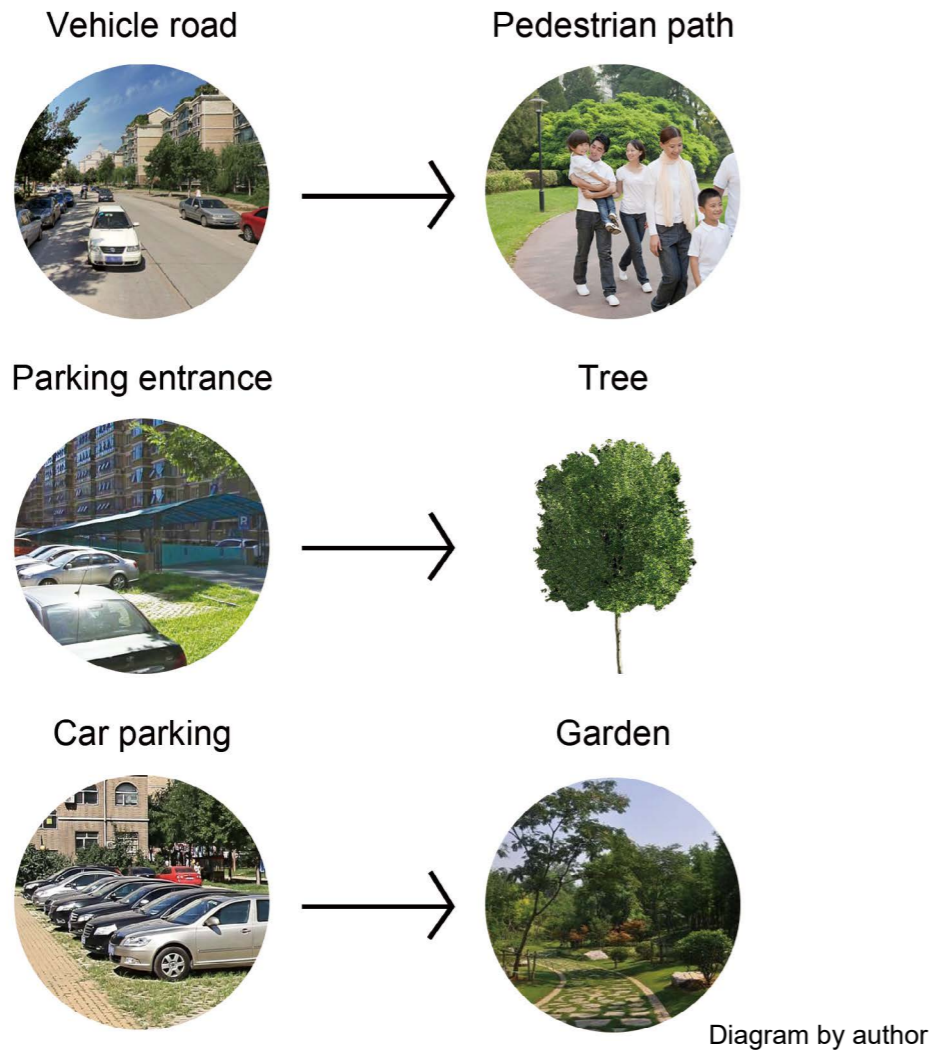 Vehicle road
Pedestrian path
Parking entrance
Tree
Car parking
Garden
Diagram by author